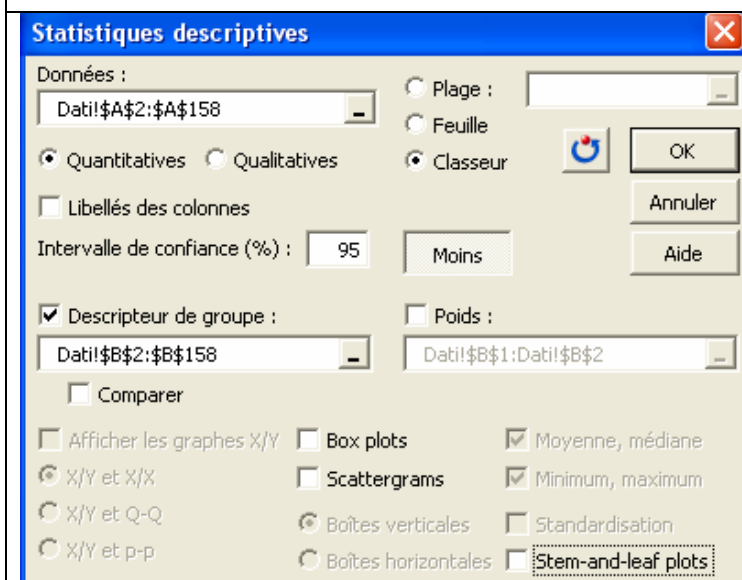 Statistiques descriptives
Données :
Dati!$A$2:$A$158
Plage :
Feuille
Quantitatives Qualitatives
Classeur
OK
Libellés des colonnes
Annuler
Intervalle de confiance (%) : 95
Moins
Aide
Descripteur de groupe :
Poids :
Dati!$B$2:$B$158
Dati!$B$1:Dati!$B$2
Comparer
Afficher les graphes X/Y
Box plots
Moyenne, médiane
X/Y et X/X
Scattergrams
Minimum, maximum
X/Y et Q-Q
Boîtes verticales
Standardisation
X/Y et p-p
Boîtes horizontales
Stem-and-leaf plots